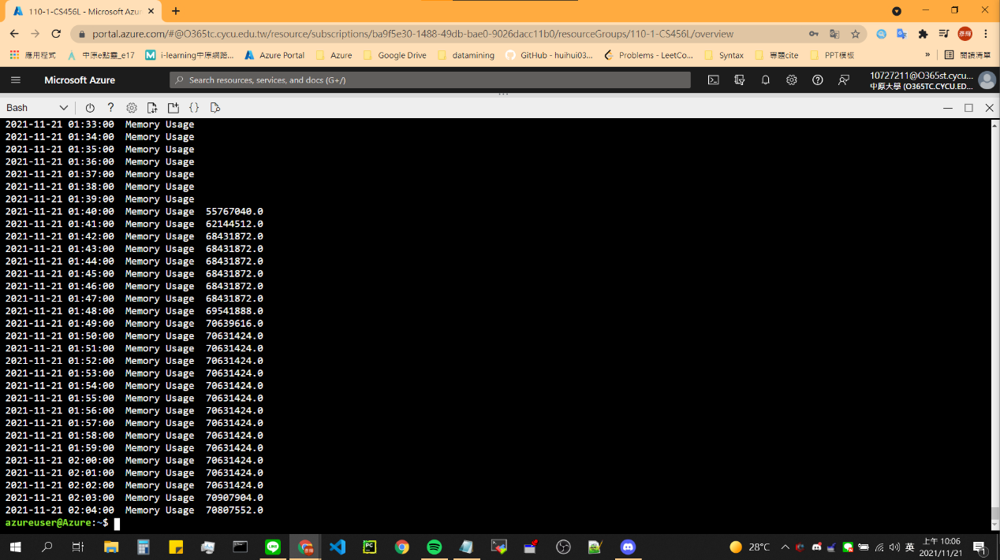 110-1-CS456L - Microsoft Azur
portal.azure.com/#@O365tc.cycu.edu.tw/resource/subscriptions/ba9f5e30-1488-49db-bae0-9026dacc11b0/resourceGroups/110-1-CS456L/overview
應用程式 中原e點靈_e17 i-learning中原網路... Azure Portal Azure Google Drive datamining GitHub - huihui03... Problems - LeetCo... Syntax 專題cite PPT模板 » 閱讀清單
Microsoft Azure Search resources, services, and docs (G+/) 10727211@O365st.cycu...
中原大學 (O365TC.CYCU.ED...
Bash
2021-11-21 01:33:00 Memory Usage
2021-11-21 01:34:00 Memory Usage
2021-11-21 01:35:00 Memory Usage
2021-11-21 01:36:00 Memory Usage
2021-11-21 01:37:00 Memory Usage
2021-11-21 01:38:00 Memory Usage
2021-11-21 01:39:00 Memory Usage
2021-11-21 01:40:00 Memory Usage 55767040.0
2021-11-21 01:41:00 Memory Usage 62144512.0
2021-11-21 01:42:00 Memory Usage 68431872.0
2021-11-21 01:43:00 Memory Usage 68431872.0
2021-11-21 01:44:00 Memory Usage 68431872.0
2021-11-21 01:45:00 Memory Usage 68431872.0
2021-11-21 01:46:00 Memory Usage 68431872.0
2021-11-21 01:47:00 Memory Usage 68431872.0
2021-11-21 01:48:00 Memory Usage 69541888.0
2021-11-21 01:49:00 Memory Usage 70639616.0
2021-11-21 01:50:00 Memory Usage 70631424.0
2021-11-21 01:51:00 Memory Usage 70631424.0
2021-11-21 01:52:00 Memory Usage 70631424.0
2021-11-21 01:53:00 Memory Usage 70631424.0
2021-11-21 01:54:00 Memory Usage 70631424.0
2021-11-21 01:55:00 Memory Usage 70631424.0
2021-11-21 01:56:00 Memory Usage 70631424.0
2021-11-21 01:57:00 Memory Usage 70631424.0
2021-11-21 01:58:00 Memory Usage 70631424.0
2021-11-21 01:59:00 Memory Usage 70631424.0
2021-11-21 02:00:00 Memory Usage 70631424.0
2021-11-21 02:01:00 Memory Usage 70631424.0
2021-11-21 02:02:00 Memory Usage 70631424.0
2021-11-21 02:03:00 Memory Usage 70907904.0
2021-11-21 02:04:00 Memory Usage 70807552.0
azureuser@Azure:~$
28°C 英 上午 10:06
2021/11/21